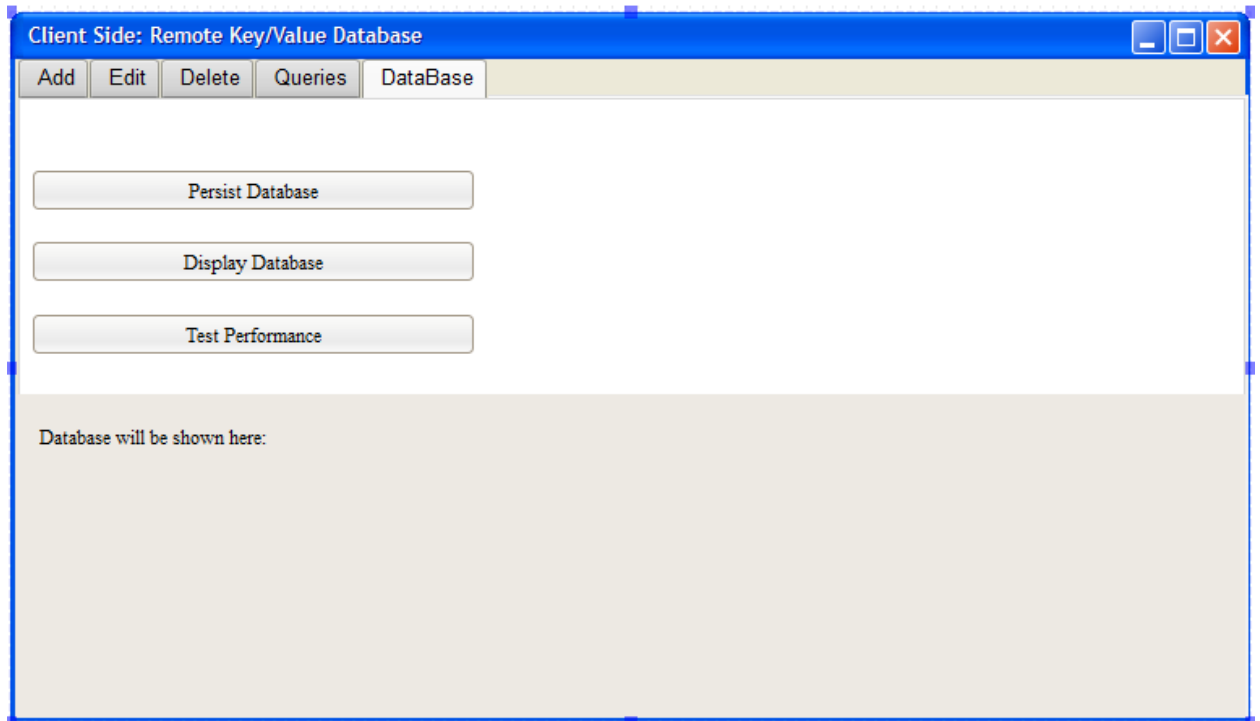 Client Side: Remote Key/Value Database
Add Edit Delete Queries DataBase
Persist Database
Display Database
Test Performance
Database will be shown here: